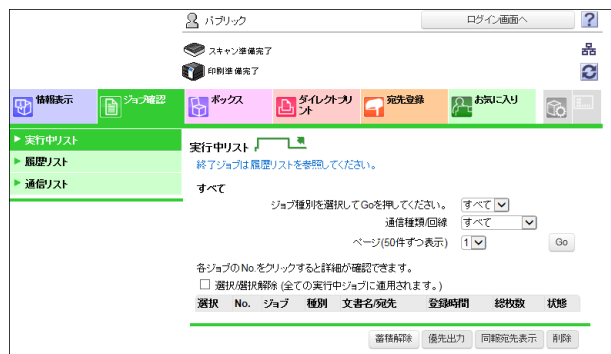 パブリック
ログイン画面へ
?
スキャン準備完了
印刷準備完了
情報表示
ジョブ確認
ボックス
ダイレクトプリ
ント
宛先登録
お気に入り
実行中リスト
履歴リスト
通信リスト
実行中リスト
終了ジョブは履歴リストを参照してください。
すべて
ジョブ種別を選択してGoを押してください。 すべて
通信種類/回線 すべて
ページ(50件ずつ表示) 1 Go
各ジョブのNo.をクリックすると詳細が確認できます。
選択/選択解除 (全ての実行中ジョブに適用されます。)
選択 No. ジョブ 種別 文書名/宛先 登録時間 総枚数 状態
蓄積解除 優先出力 同報宛先表示 削除